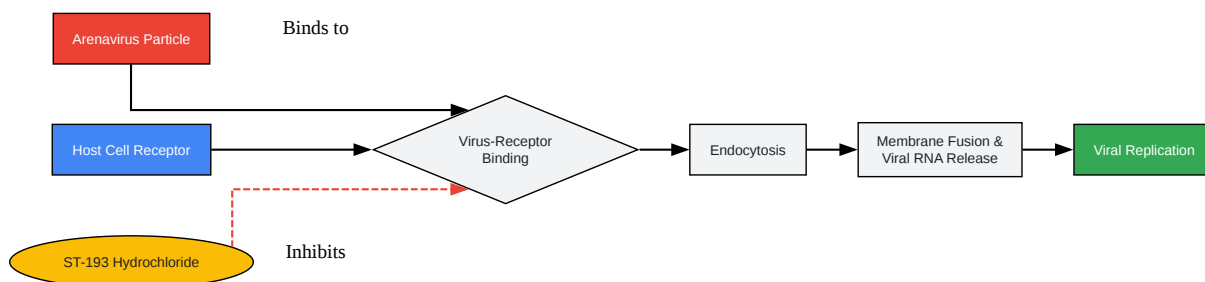 Arenavirus Particle
Binds to
Host Cell Receptor
Virus-Receptor
Binding
Endocytosis
Membrane Fusion &
Viral RNA Release
Viral Replication
ST-193 Hydrochloride
Inhibits